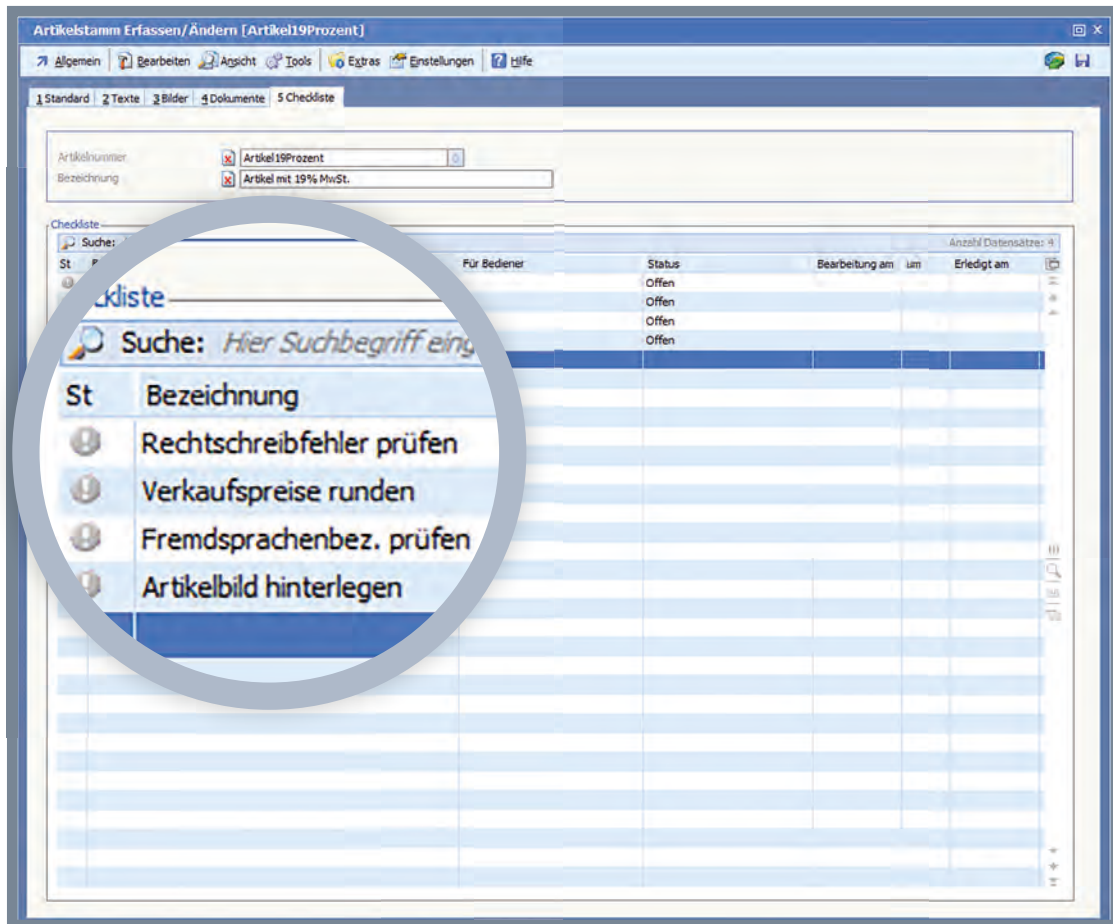 Artikelstamm Erfassen/Ändern [Artikel19Prozent]
Allgemein Bearbeiten Ansicht Tools Extras Einstellungen Hilfe
1 Standard 2 Texte 3 Bilder 4 Dokumente 5 Checkliste
Artikelnummer Artikel19Prozent
Bezeichnung Artikel mit 19% MwSt.
Checkliste
Suche: Anzahl Datensätze: 4
St Für Bediener Status Bearbeitung am um Erledigt am
Offen
Offen
Offen
Offen
ckliste
Suche: Hier Suchbegriff eing
St Bezeichnung
Rechtschreibfehler prüfen
Verkaufspreise runden
Fremdsprachenbez. prüfen
Artikelbild hinterlegen